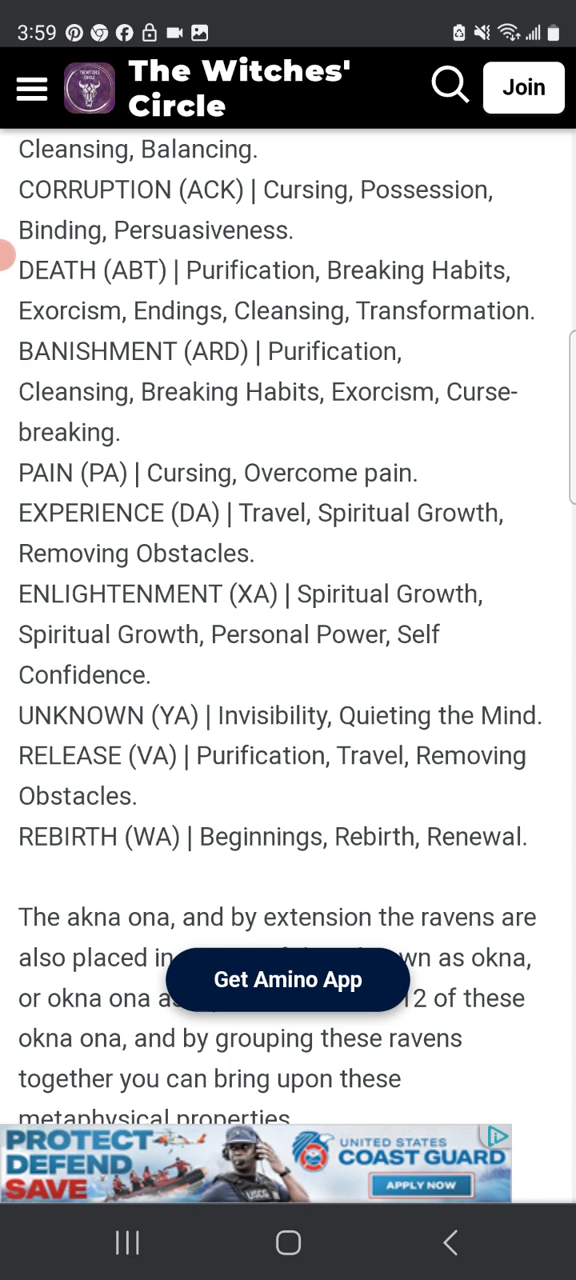 3:59
The Witches'
Circle
Join
Cleansing, Balancing.
CORRUPTION (ACK) | Cursing, Possession,
Binding, Persuasiveness.
DEATH (ABT) | Purification, Breaking Habits,
Exorcism, Endings, Cleansing, Transformation.
BANISHMENT (ARD) | Purification,
Cleansing, Breaking Habits, Exorcism, Curse-
breaking.
PAIN (PA) | Cursing, Overcome pain.
EXPERIENCE (DA) | Travel, Spiritual Growth,
Removing Obstacles.
ENLIGHTENMENT (XA) | Spiritual Growth,
Spiritual Growth, Personal Power, Self
Confidence.
UNKNOWN (YA) | Invisibility, Quieting the Mind.
RELEASE (VA) | Purification, Travel, Removing
Obstacles.
REBIRTH (WA) | Beginnings, Rebirth, Renewal.
The akna ona, and by extension the ravens are
also placed in as okna,
Get Amino App
or okna ona 12 of these
okna ona, and by grouping these ravens
together you can bring upon these
metaphysical properties
PROTECT
DEFEND
SAVE
USCG
UNITED STATES
COAST GUARD
APPLY NOW